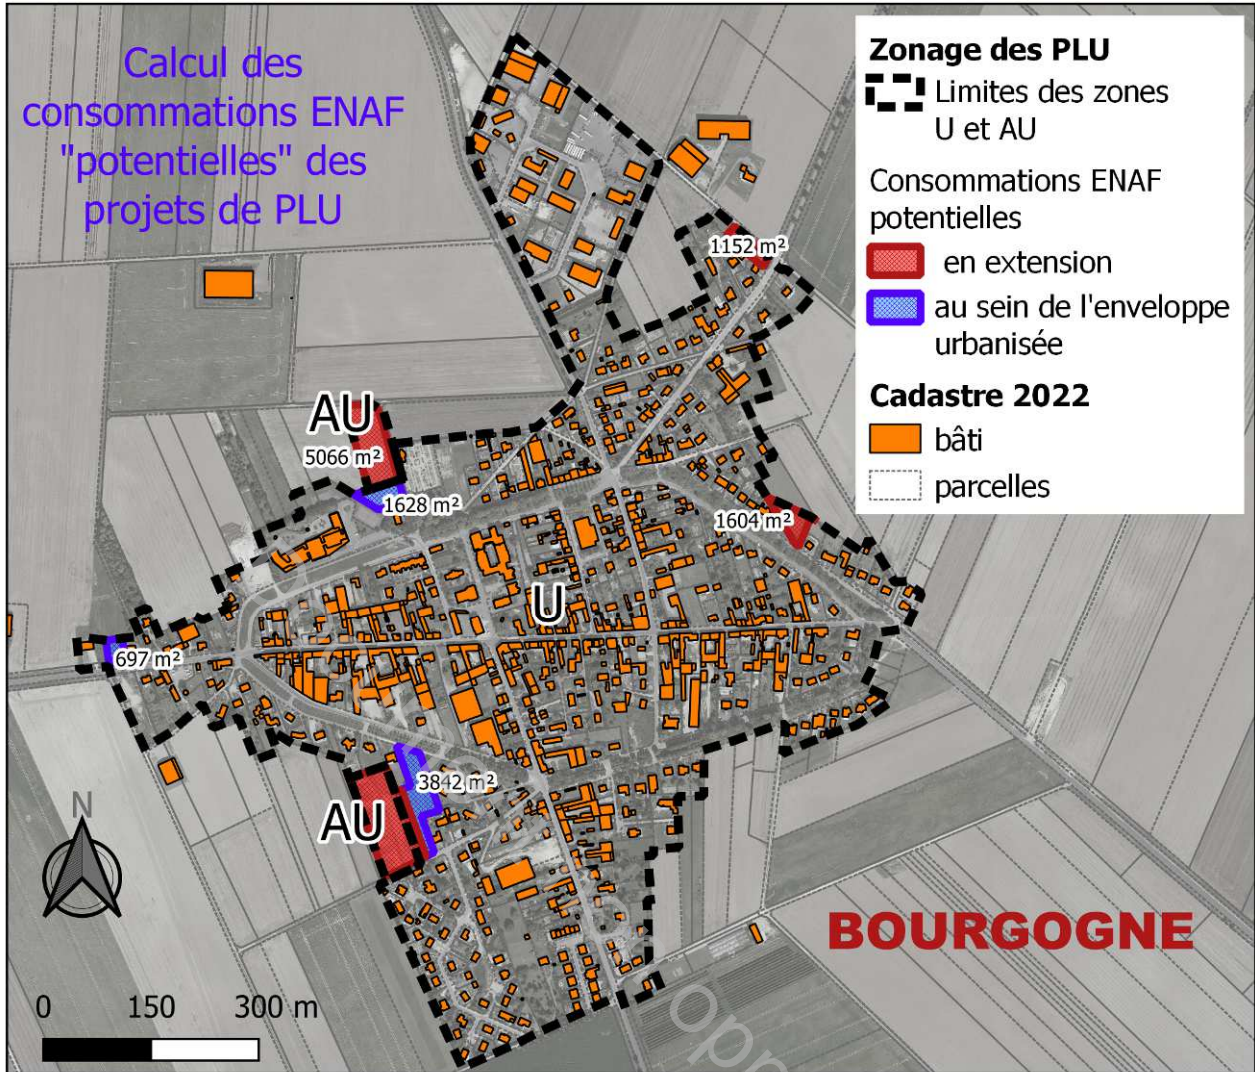 Calcul des
consommations ENAF
"potentielles" des
projets de PLU
Zonage des PLU
Limites des zones
U et AU
Consommations ENAF
potentielles
en extension
au sein de l'enveloppe
urbanisée
Cadastre 2022
bâti
parcelles
1152 m²
AU
5066 m²
1628 m²
1604 m²
U
697 m²
3842 m²
AU
N
BOURGOGNE
0 150 300 m